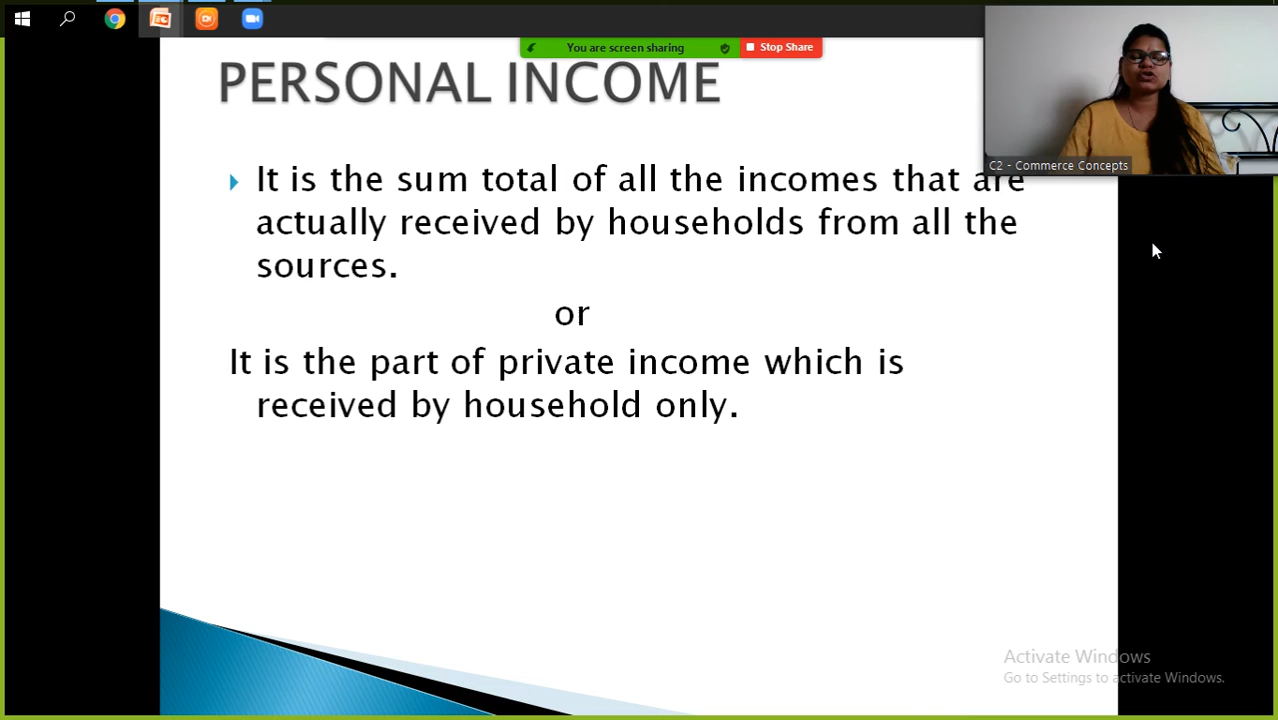 You are screen sharing
Stop Share
PERSONAL INCOME
C2 - Commerce Concepts
It is the sum total of all the incomes that are
actually received by households from all the
sources.
or
It is the part of private income which is
received by household only.
Activate Windows
Go to Settings to activate Windows.